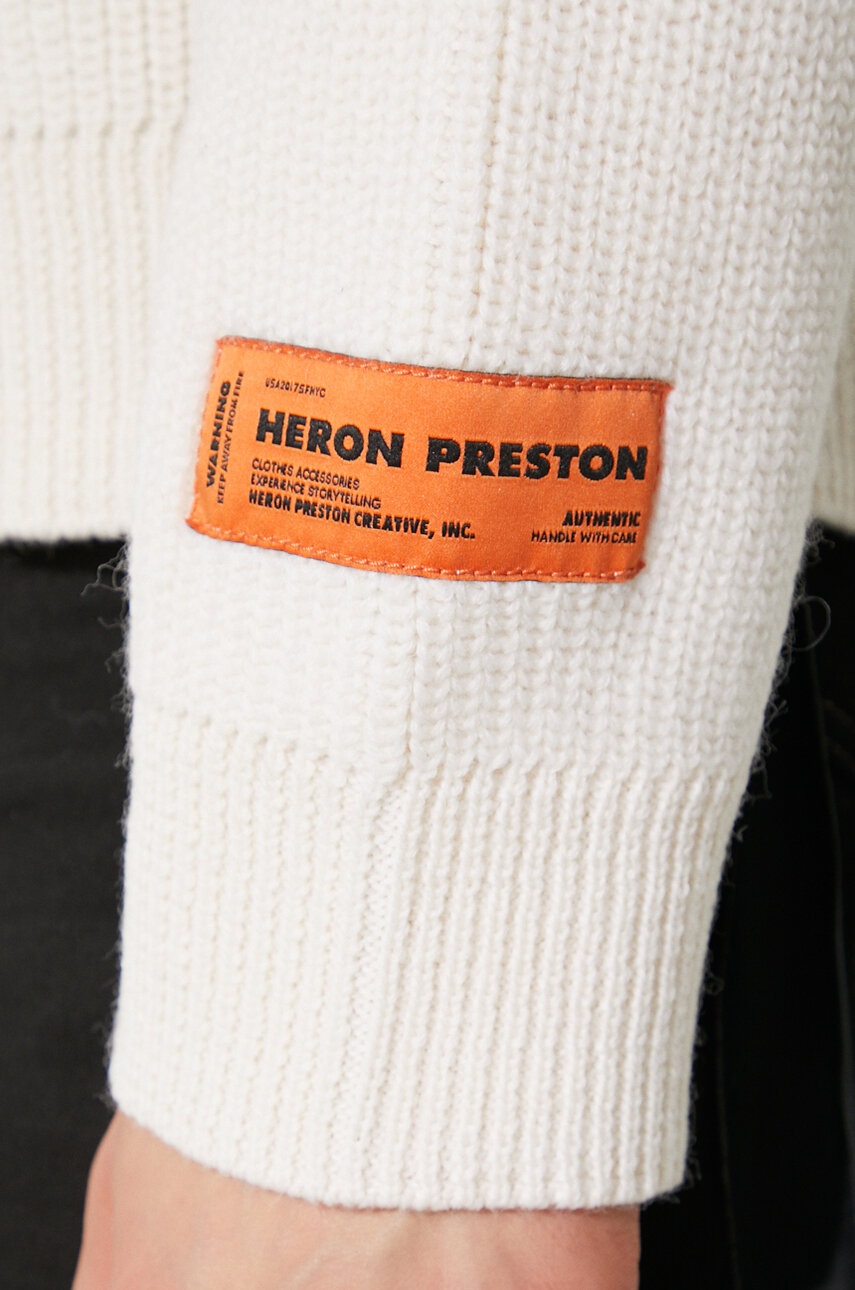 WARNING
KEEP AWAY FROM FIRE
USA2017SFNYC
HERON PRESTON
CLOTHES ACCESSORIES
EXPERIENCE STORYTELLING
HERON PRESTON CREATIVE, INC.
AUTHENTIC
HANDLE WITH CARE